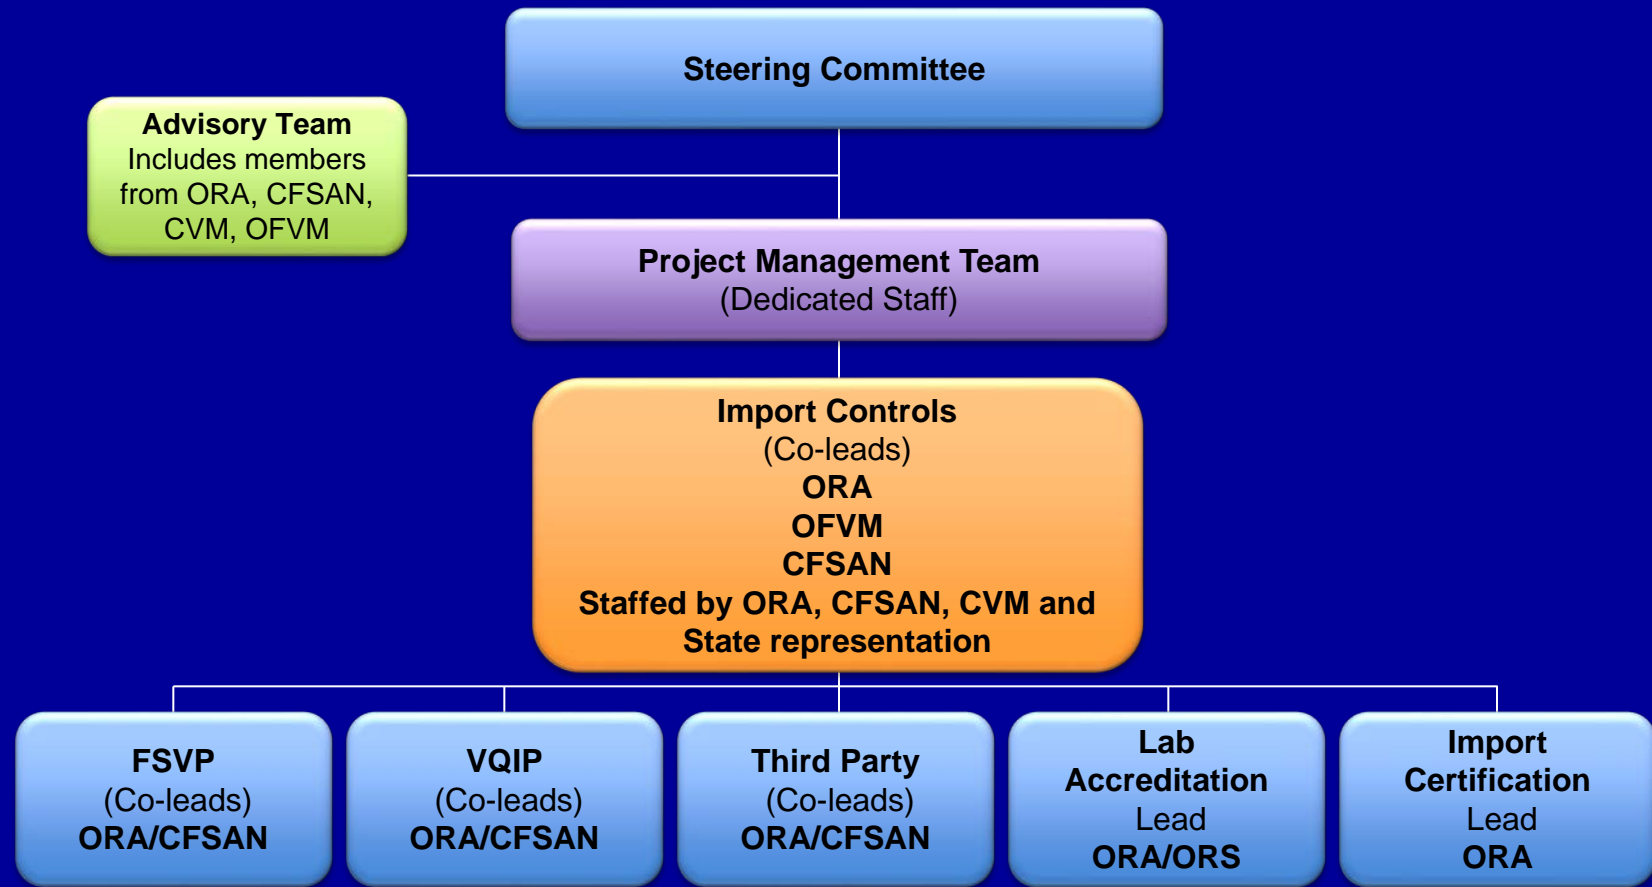 Steering Committee
Advisory Team
Includes members
from ORA, CFSAN,
CVM, OFVM
Project Management Team
(Dedicated Staff)
Import Controls
(Co-leads)
ORA
OFVM
CFSAN
Staffed by ORA, CFSAN, CVM and
State representation
FSVP
(Co-leads)
ORA/CFSAN
VQIP
(Co-leads)
ORA/CFSAN
Third Party
(Co-leads)
ORA/CFSAN
Lab
Accreditation
Lead
ORA/ORS
Import
Certification
Lead
ORA